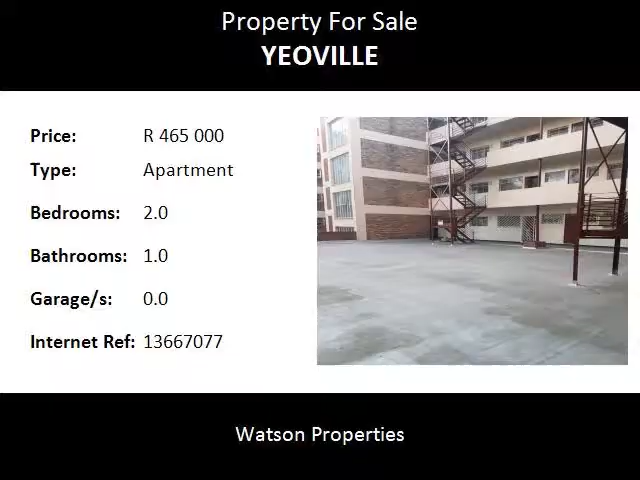 Property For Sale
YEOVILLE
Price: R 465 000
Type: Apartment
Bedrooms: 2.0
Bathrooms: 1.0
Garage/s: 0.0
Internet Ref: 13667077
Watson Properties